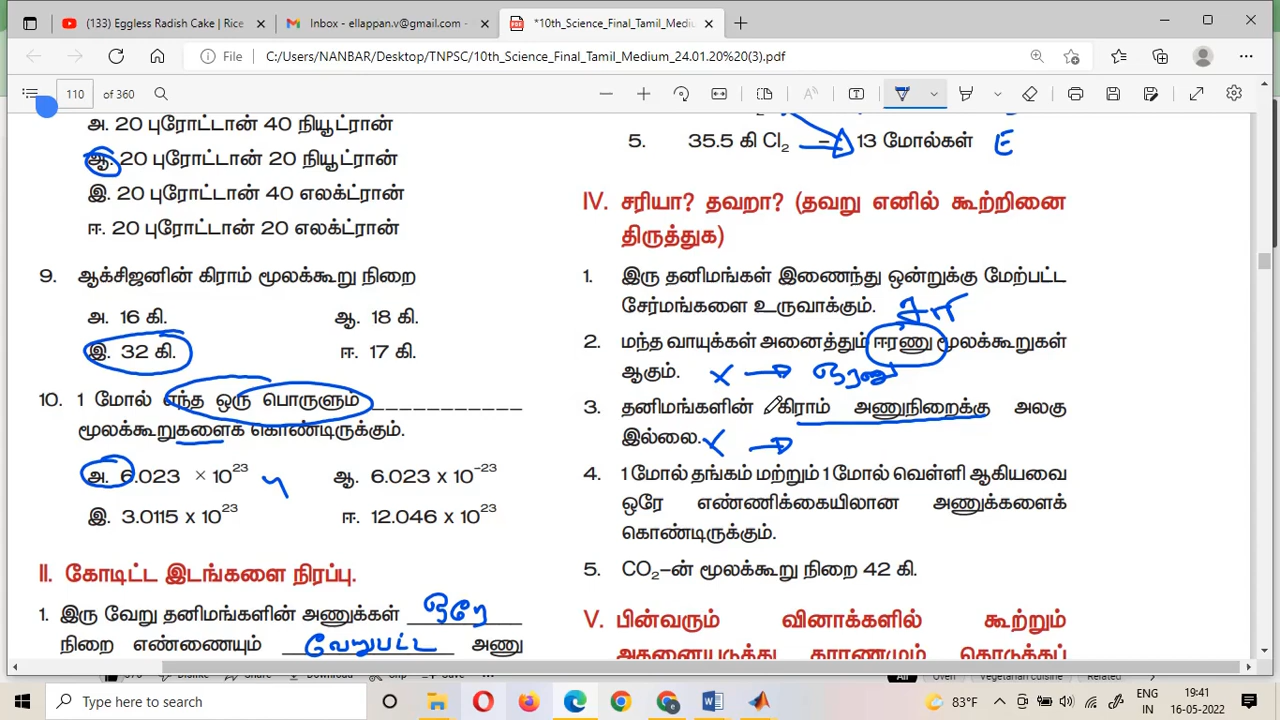 (133) Eggless Radish Cake | Rice
Inbox - ellappan.v@gmail.com -
*10th_Science_Final_Tamil_Mediu
File
C:/Users/NANBAR/Desktop/TNPSC/10th_Science_Final_Tamil_Medium_24.01.20%20(3).pdf
110 of 360
அ. 20 புரோட்டான் 40 நியூட்ரான்
ஆ. 20 புரோட்டான் 20 நியூட்ரான்
இ. 20 புரோட்டான் 40 எலக்ட்ரான்
ஈ. 20 புரோட்டான் 20 எலக்ட்ரான்
9. ஆக்சிஜனின் கிராம் மூலக்கூறு நிறை
அ. 16 கி. ஆ. 18 கி.
இ. 32 கி. ஈ. 17 கி.
10. 1 மோல் எந்த ஒரு பொருளும் ___________
மூலக்கூறுகளைக் கொண்டிருக்கும்.
அ. 6.023 × 10²³ ஆ. 6.023 x 10⁻²³
இ. 3.0115 x 10²³ ஈ. 12.046 x 10²³
II. கோடிட்ட இடங்களை நிரப்பு.
1. இரு வேறு தனிமங்களின் அணுக்கள் ஒரே
நிறை எண்ணையும் வேறுபட்ட அணு
5. 35.5 கி Cl₂ – 13 மோல்கள் E
IV. சரியா? தவறா? (தவறு எனில் கூற்றினை
திருத்துக)
1. இரு தனிமங்கள் இணைந்து ஒன்றுக்கு மேற்பட்ட
சேர்மங்களை உருவாக்கும்.
2. மந்த வாயுக்கள் அனைத்தும் ஈரணு மூலக்கூறுகள்
ஆகும். x
3. தனிமங்களின் கிராம் அணுநிறைக்கு அலகு
இல்லை.
4. 1 மோல் தங்கம் மற்றும் 1 மோல் வெள்ளி ஆகியவை
ஒரே எண்ணிக்கையிலான அணுக்களைக்
கொண்டிருக்கும்.
5. CO₂–ன் மூலக்கூறு நிறை 42 கி.
V. பின்வரும் வினாக்களில் கூற்றும்
அதனையடுத்து காரணமும் கொடுக்கப்
Type here to search
83°F
ENG
IN
19:41
16-05-2022